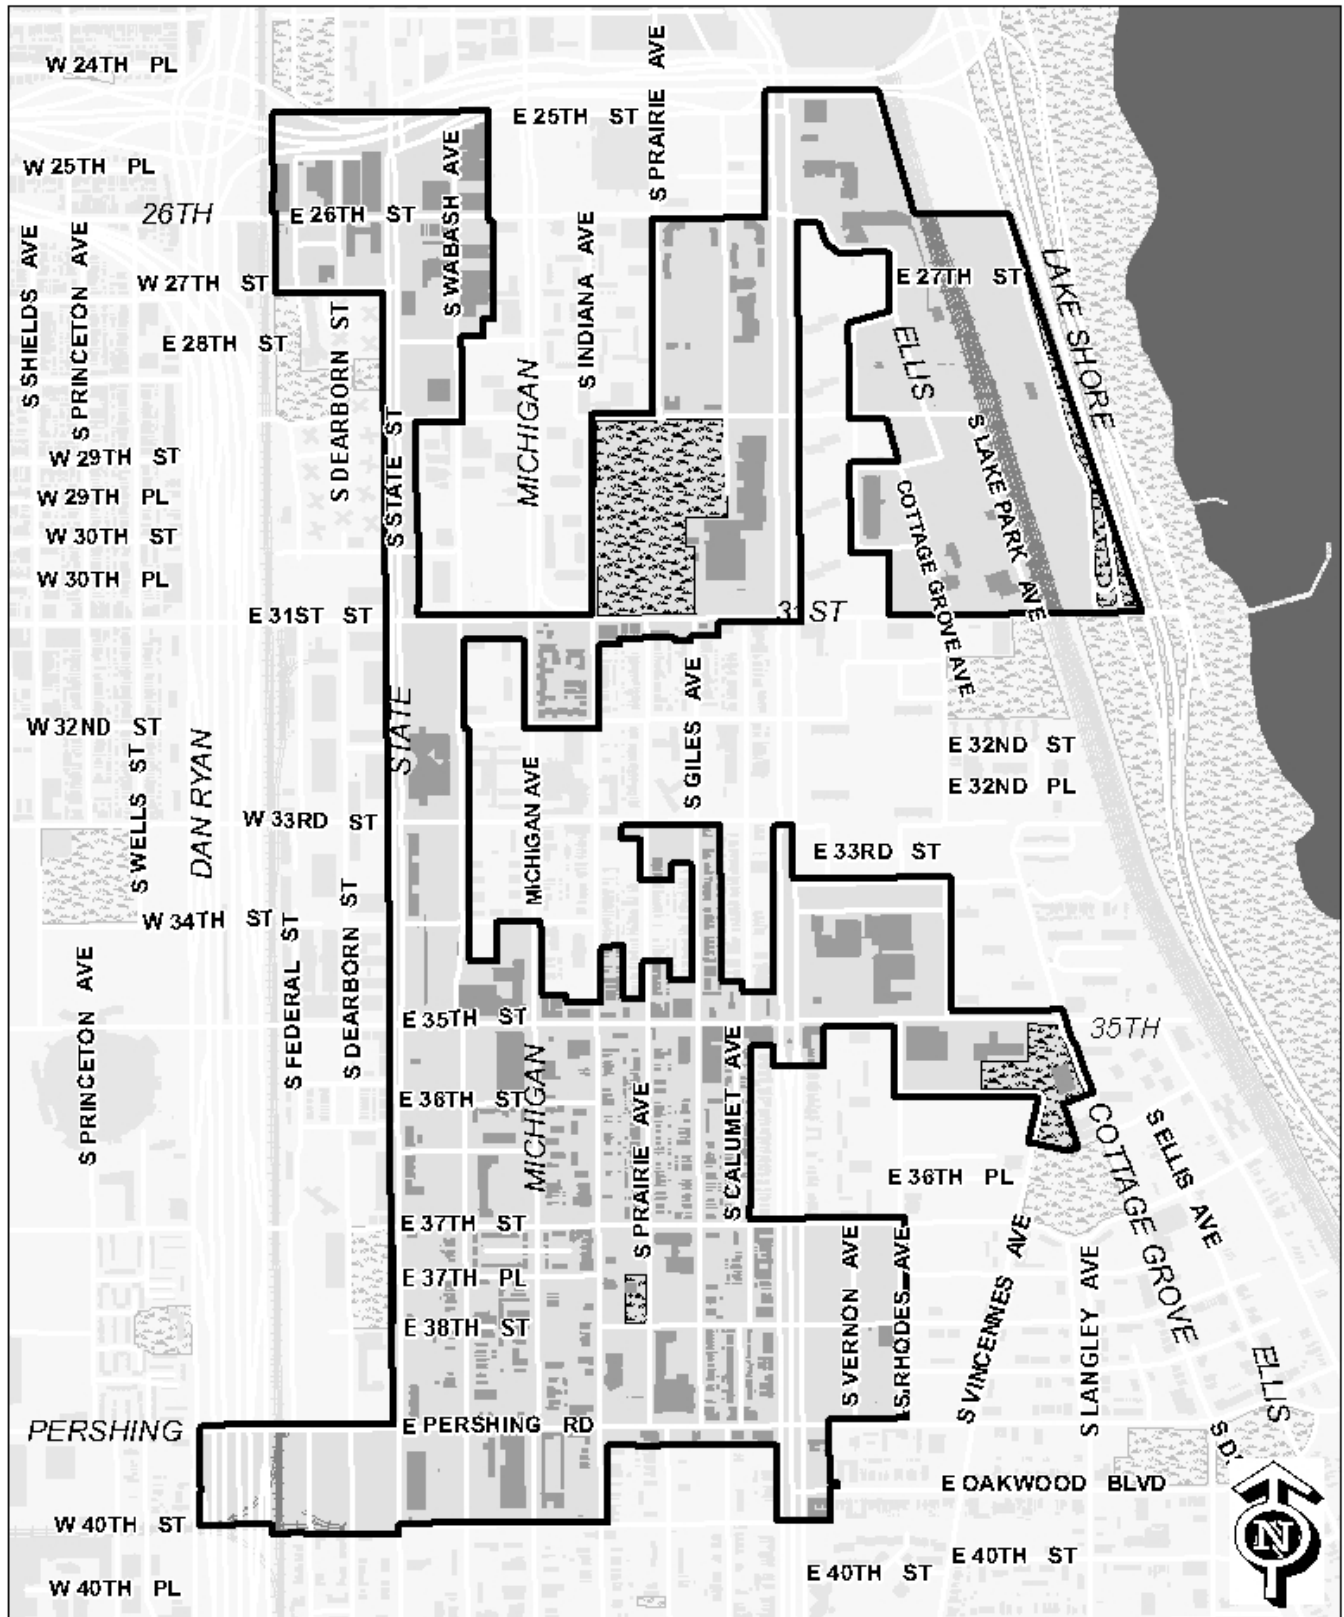 W 24TH PL
S PRAIRIE AVE
E 25TH ST
W 25TH PL
26TH
E 26TH ST
S WABASH AVE
S INDIANA AVE
S SHIELDS AVE
S PRINCETON AVE
W 27TH ST
E 27TH ST
LAKE SHORE
E 28TH ST
S DEARBORN ST
ELLIS
MICHIGAN
S STATE ST
W 29TH ST
W 29TH PL
W 30TH ST
W 30TH PL
S LAKE PARK AVE
COTTAGE GROVE AVE
E 31ST ST
31ST
W 32ND ST
S WELLS ST
DAN RYAN
STATE
S GILES AVE
MICHIGAN AVE
E 32ND ST
E 32ND PL
W 33RD ST
E 33RD ST
W 34TH ST
S FEDERAL ST
S DEARBORN ST
S PRINCETON AVE
E 35TH ST
35TH
MICHIGAN
E 36TH ST
S PRAIRIE AVE
S CALUMET AVE
COTTAGE GROVE
S ELLIS AVE
E 36TH PL
E 37TH ST
E 37TH PL
E 38TH ST
S VERNON AVE
S RHODES AVE
S VINCENNES AVE
S LANGLEY AVE
ELLIS
PERSHING
E PERSHING RD
E OAKWOOD BLVD
W 40TH ST
E 40TH ST
E 40TH ST
W 40TH PL
N